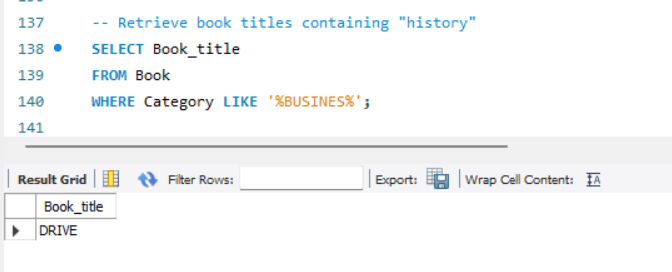 137 -- Retrieve book titles containing "history"
138 SELECT Book_title
139 FROM Book
140 WHERE Category LIKE '%BUSINES%';
141
Result Grid Filter Rows: Export: Wrap Cell Content: IA
Book_title
DRIVE